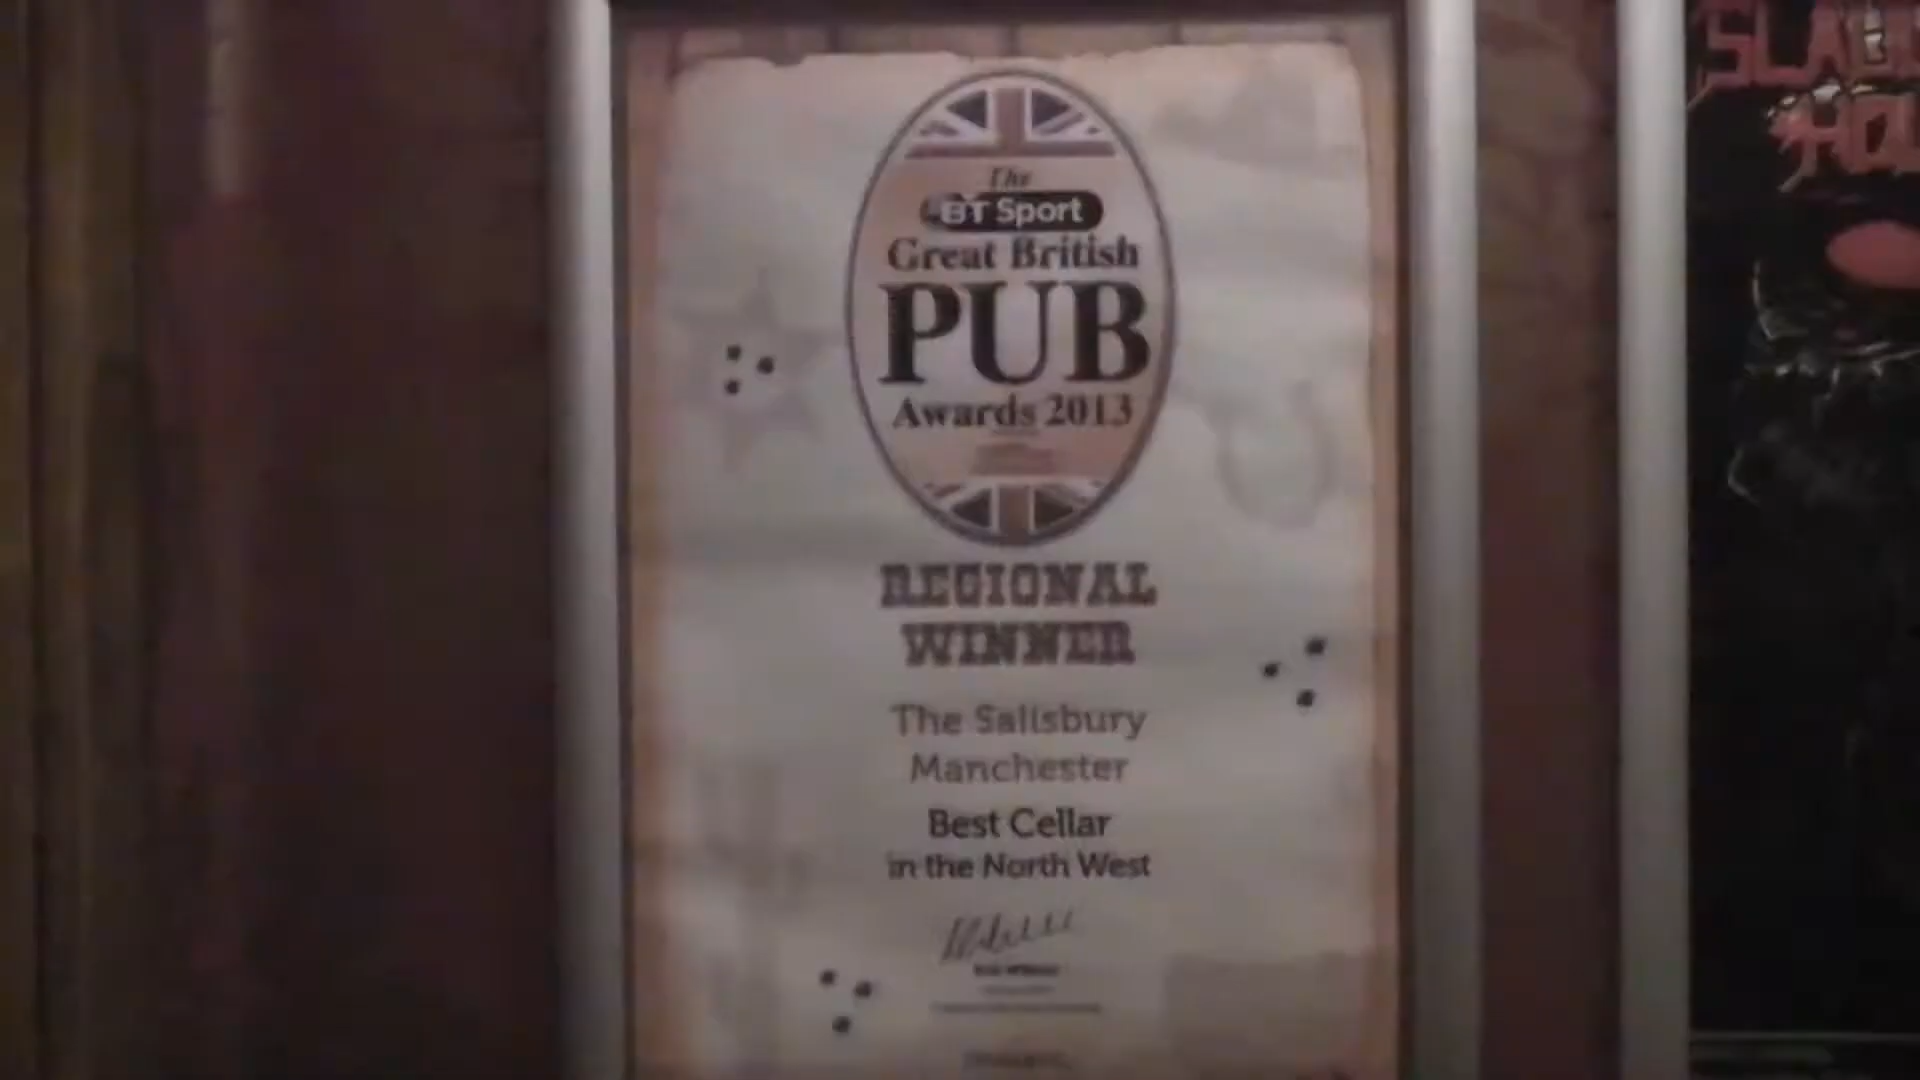 The
BT Sport
Great British
PUB
Awards 2013
REGIONAL
WINNER
The Salisbury
Manchester
Best Cellar
in the North West